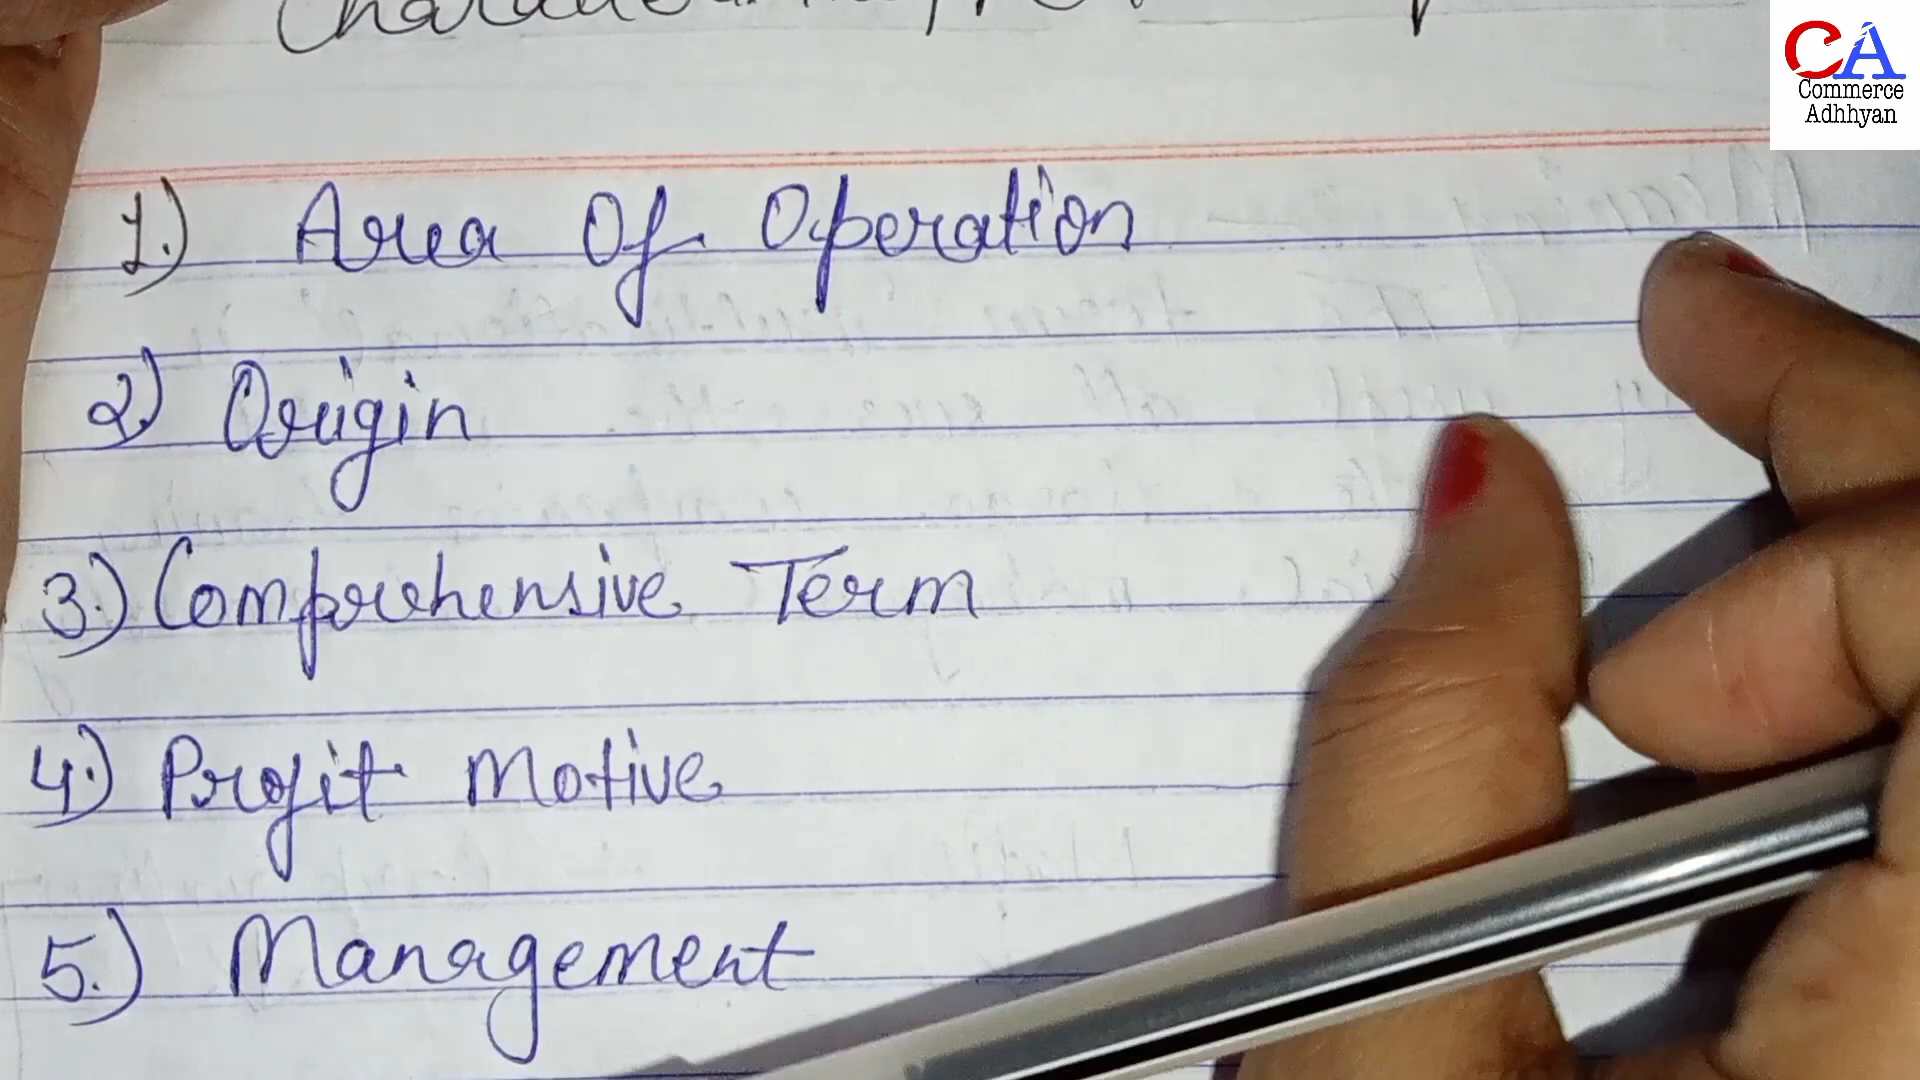 CA
Commerce
Adhhyan
1.) Area Of Operation
2) Origin
3.) Comprehensive Term
4.) Profit Motive
5.) Management